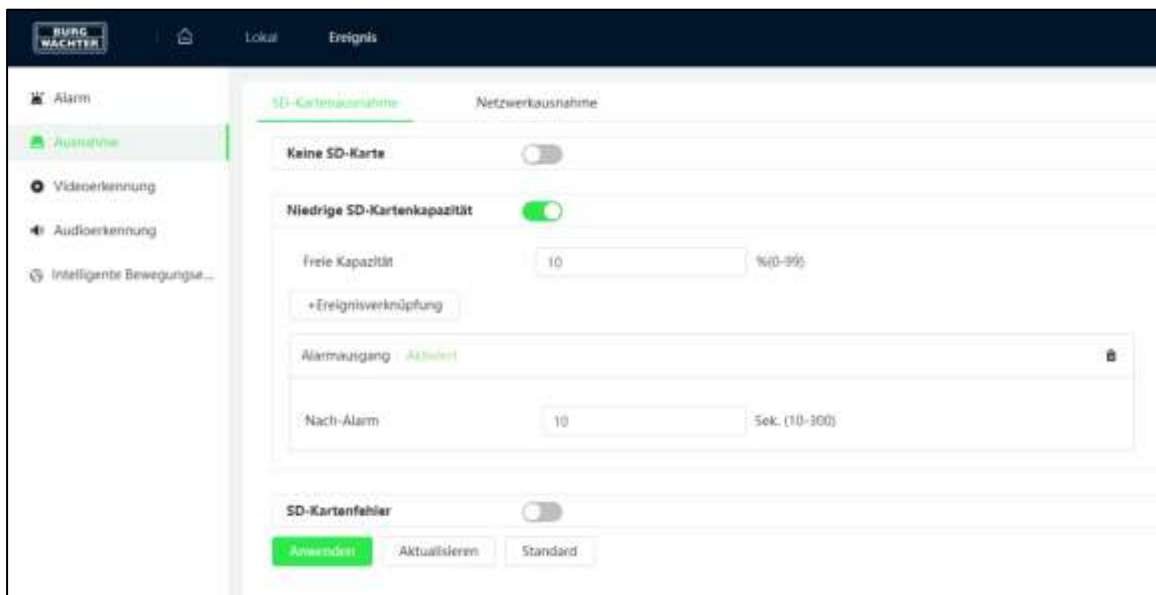 BURG
WÄCHTER
Lokal
Ereignis
Alarm
Ausnahme
Videoerkennung
Audioerkennung
Intelligente Bewegungse...
SD-Kartenausnahme
Netzwerkausnahme
Keine SD-Karte
Niedrige SD-Kartenkapazität
Freie Kapazität 10 %(0-99)
+Ereignisverknüpfung
Alarmausgang Aktiviert
Nach-Alarm 10 Sek. (10-300)
SD-Kartenfehler
Anwenden
Aktualisieren
Standard